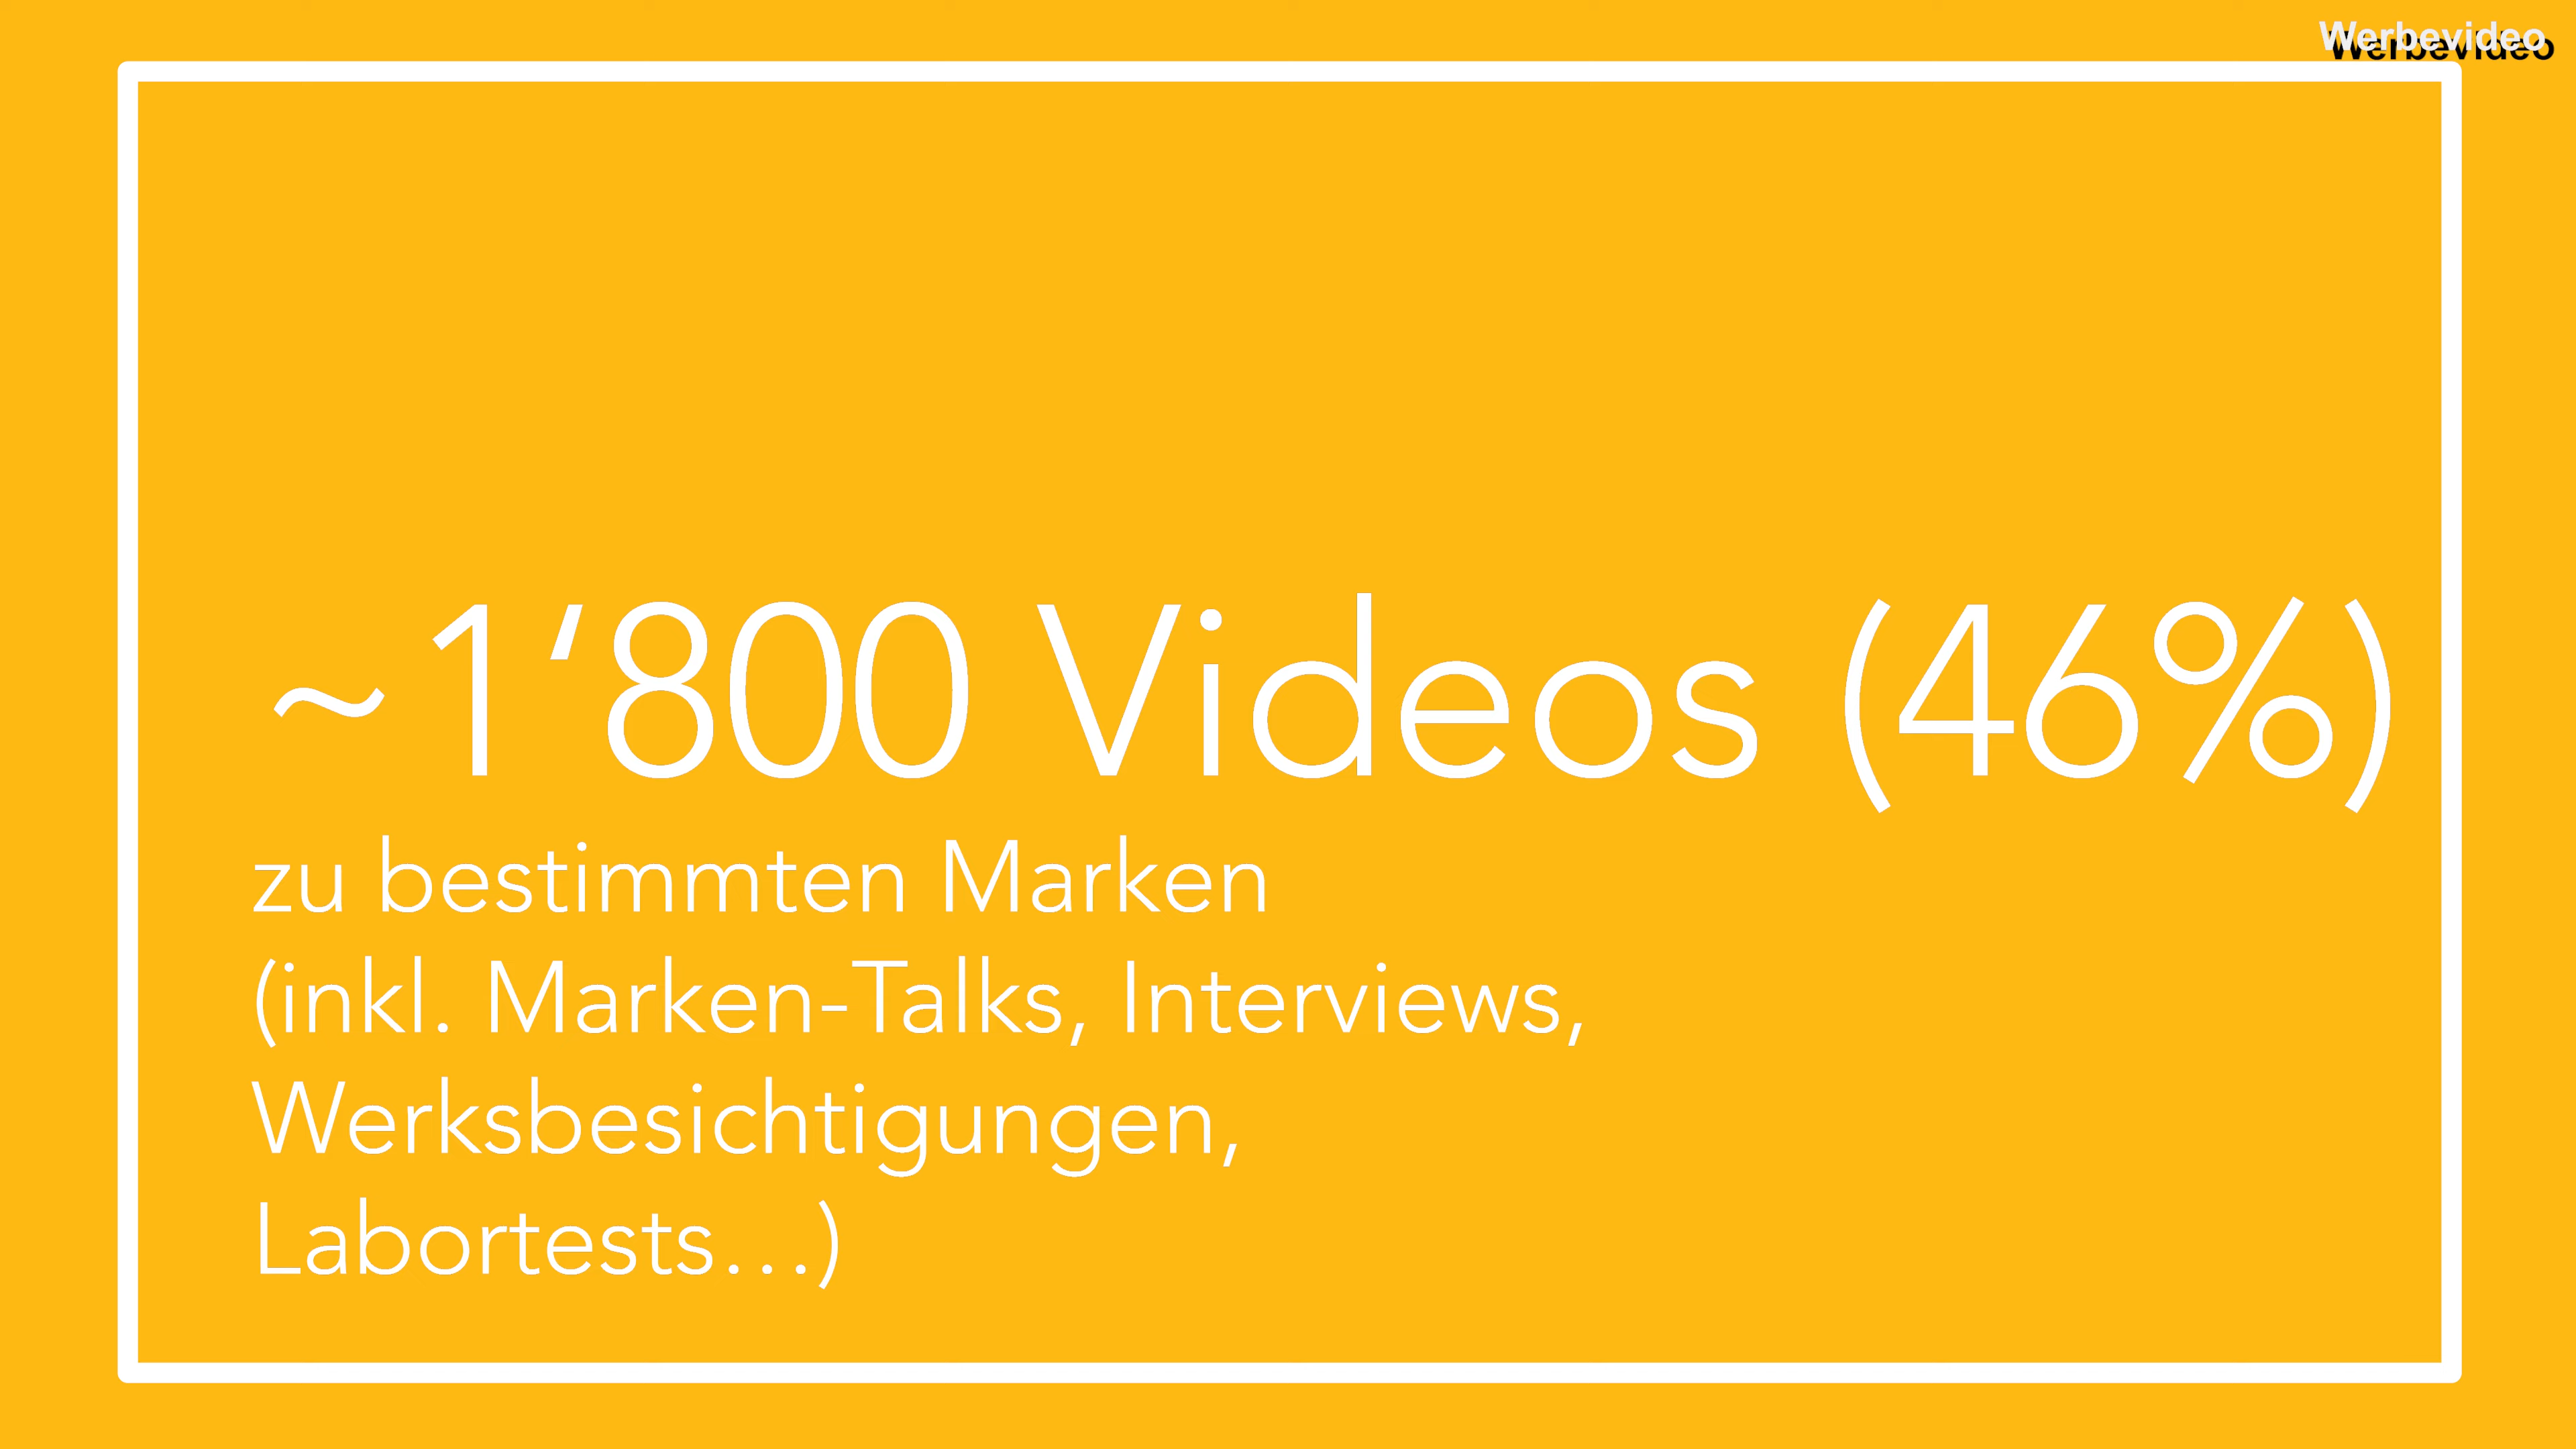 Werbevideo
~1‘800 Videos (46%)
zu bestimmten Marken
(inkl. Marken-Talks, Interviews,
Werksbesichtigungen,
Labortests…)